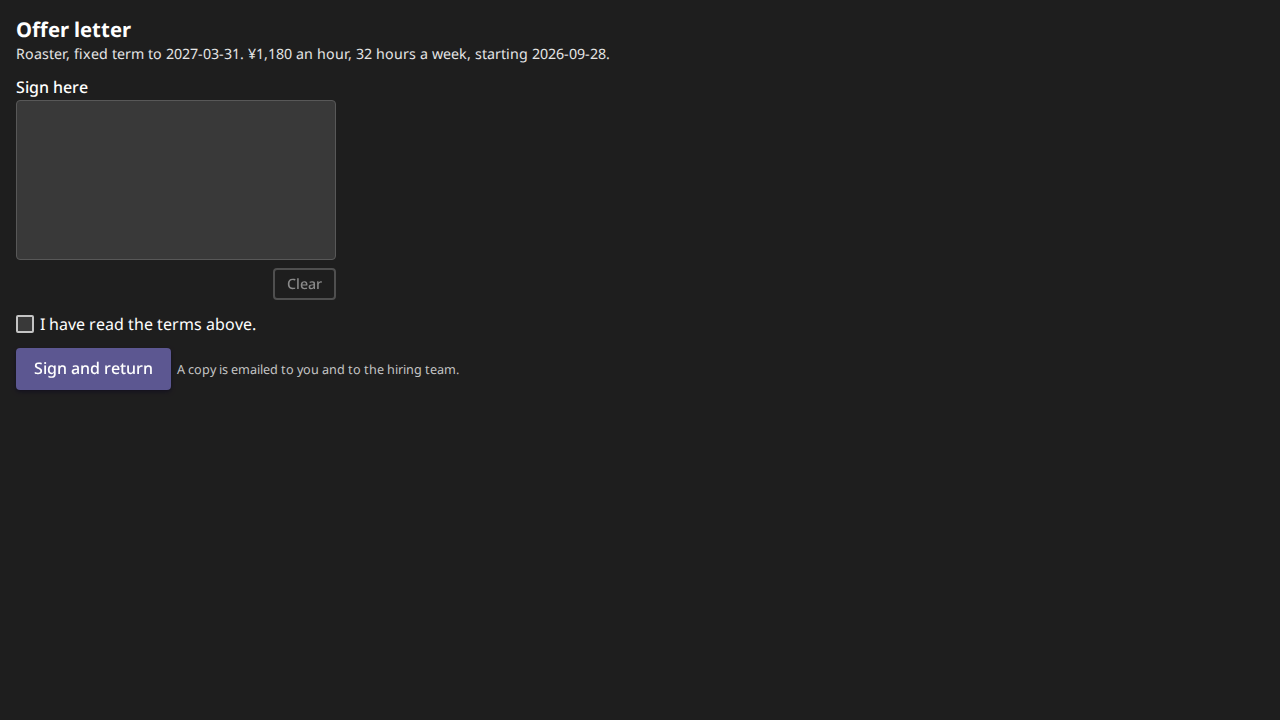 Offer letter
Roaster, fixed term to 2027-03-31. ¥1,180 an hour, 32 hours a week, starting 2026-09-28.
Sign here
Clear
I have read the terms above.
Sign and return
A copy is emailed to you and to the hiring team.